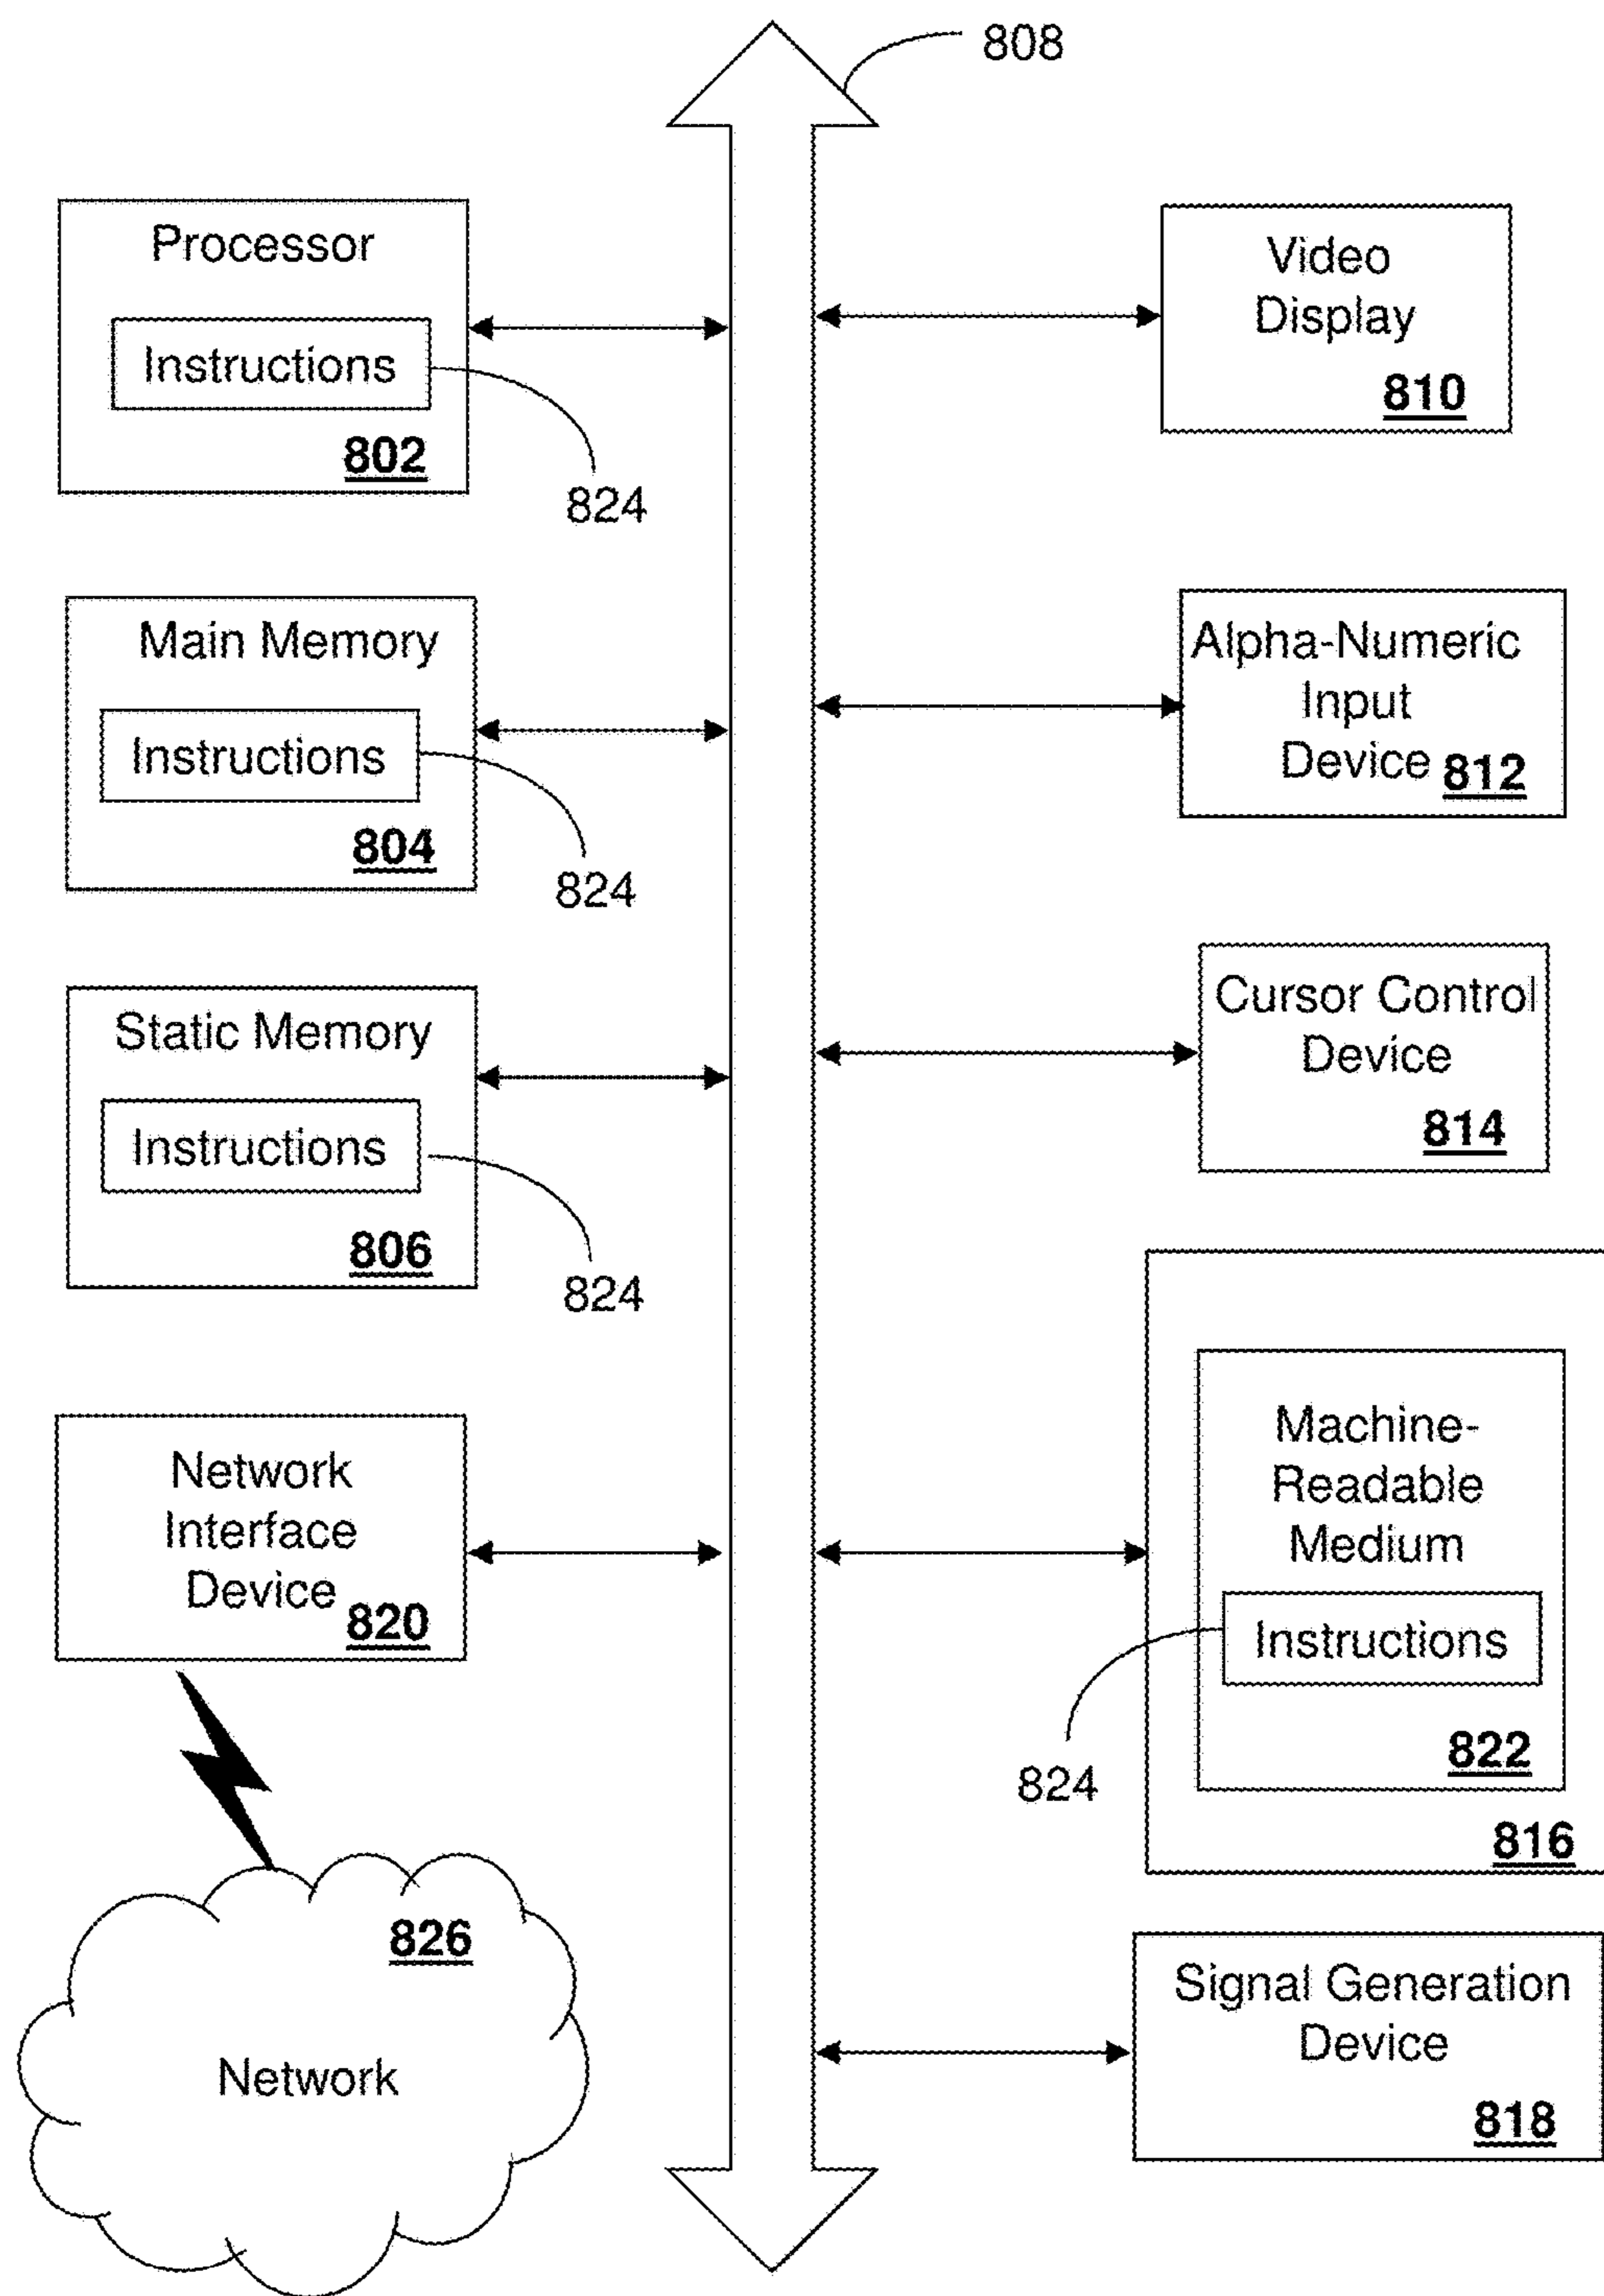 808
Processor
Instructions
802
824
Main Memory
Instructions
804
824
Static Memory
Instructions
806
824
Network
Interface
Device
820
826
Network
Video
Display
810
Alpha-Numeric
Input
Device
812
Cursor Control
Device
814
Machine-
Readable
Medium
Instructions
824
822
816
Signal Generation
Device
818